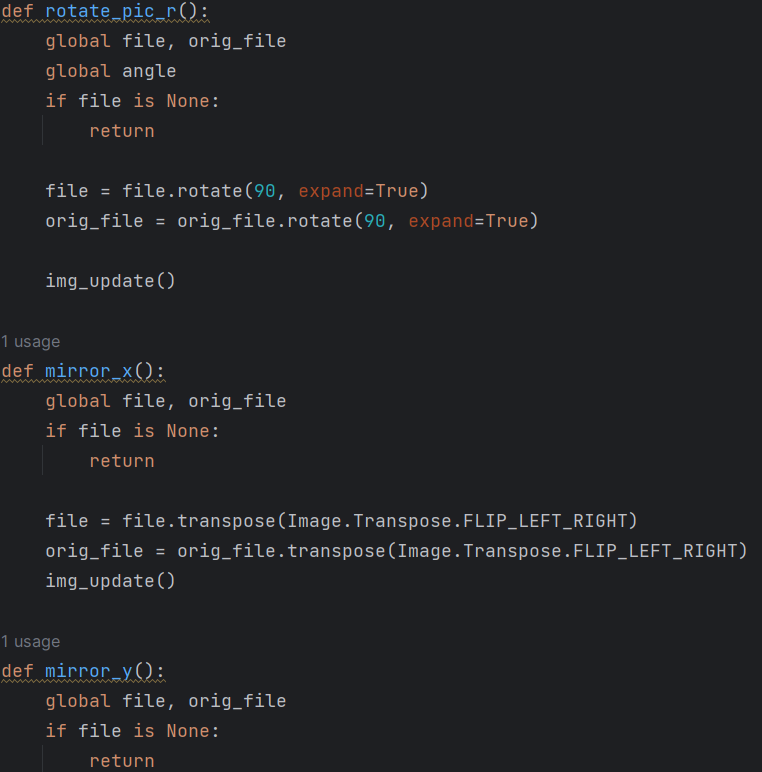 def rotate_pic_r():
    global file, orig_file
    global angle
    if file is None:
        return

    file = file.rotate(90, expand=True)
    orig_file = orig_file.rotate(90, expand=True)

    img_update()

1 usage
def mirror_x():
    global file, orig_file
    if file is None:
        return

    file = file.transpose(Image.Transpose.FLIP_LEFT_RIGHT)
    orig_file = orig_file.transpose(Image.Transpose.FLIP_LEFT_RIGHT)
    img_update()

1 usage
def mirror_y():
    global file, orig_file
    if file is None:
        return